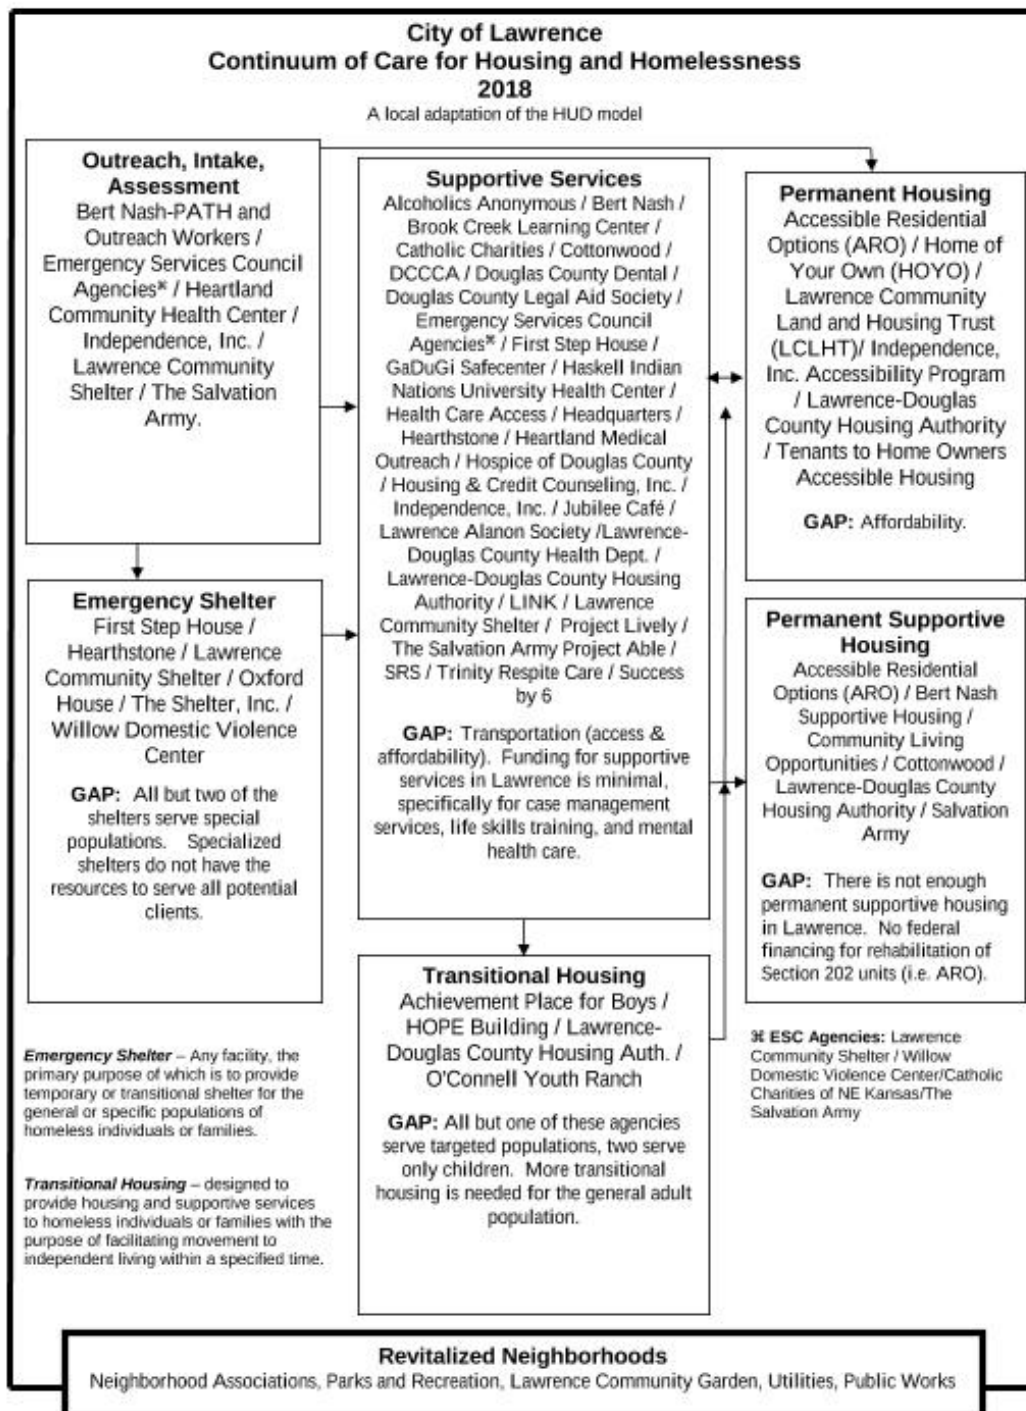 City of Lawrence
Continuum of Care for Housing and Homelessness
2018
A local adaptation of the HUD model
Outreach, Intake,
Assessment
Bert Nash-PATH and
Outreach Workers /
Emergency Services Council
Agencies⌘ / Heartland
Community Health Center /
Independence, Inc. /
Lawrence Community
Shelter / The Salvation
Army.
Emergency Shelter
First Step House /
Hearthstone / Lawrence
Community Shelter / Oxford
House / The Shelter, Inc. /
Willow Domestic Violence
Center
GAP: All but two of the
shelters serve special
populations. Specialized
shelters do not have the
resources to serve all potential
clients.
Emergency Shelter – Any facility, the
primary purpose of which is to provide
temporary or transitional shelter for the
general or specific populations of
homeless individuals or families.
Transitional Housing – designed to
provide housing and supportive services
to homeless individuals or families with the
purpose of facilitating movement to
independent living within a specified time.
Supportive Services
Alcoholics Anonymous / Bert Nash /
Brook Creek Learning Center /
Catholic Charities / Cottonwood /
DCCCA / Douglas County Dental /
Douglas County Legal Aid Society /
Emergency Services Council
Agencies⌘ / First Step House /
GaDuGi Safecenter / Haskell Indian
Nations University Health Center /
Health Care Access / Headquarters /
Hearthstone / Heartland Medical
Outreach / Hospice of Douglas County
/ Housing & Credit Counseling, Inc. /
Independence, Inc. / Jubilee Café /
Lawrence Alanon Society /Lawrence-
Douglas County Health Dept. /
Lawrence-Douglas County Housing
Authority / LINK / Lawrence
Community Shelter / Project Lively /
The Salvation Army Project Able /
SRS / Trinity Respite Care / Success
by 6
GAP: Transportation (access &
affordability). Funding for supportive
services in Lawrence is minimal,
specifically for case management
services, life skills training, and mental
health care.
Transitional Housing
Achievement Place for Boys /
HOPE Building / Lawrence-
Douglas County Housing Auth. /
O'Connell Youth Ranch
GAP: All but one of these agencies
serve targeted populations, two serve
only children. More transitional
housing is needed for the general adult
population.
Permanent Housing
Accessible Residential
Options (ARO) / Home of
Your Own (HOYO) /
Lawrence Community
Land and Housing Trust
(LCLHT)/ Independence,
Inc. Accessibility Program
/ Lawrence-Douglas
County Housing Authority
/ Tenants to Home Owners
Accessible Housing
GAP: Affordability.
Permanent Supportive
Housing
Accessible Residential
Options (ARO) / Bert Nash
Supportive Housing /
Community Living
Opportunities / Cottonwood /
Lawrence-Douglas County
Housing Authority / Salvation
Army
GAP: There is not enough
permanent supportive housing
in Lawrence. No federal
financing for rehabilitation of
Section 202 units (i.e. ARO).
⌘ ESC Agencies: Lawrence
Community Shelter / Willow
Domestic Violence Center/Catholic
Charities of NE Kansas/The
Salvation Army
Revitalized Neighborhoods
Neighborhood Associations, Parks and Recreation, Lawrence Community Garden, Utilities, Public Works